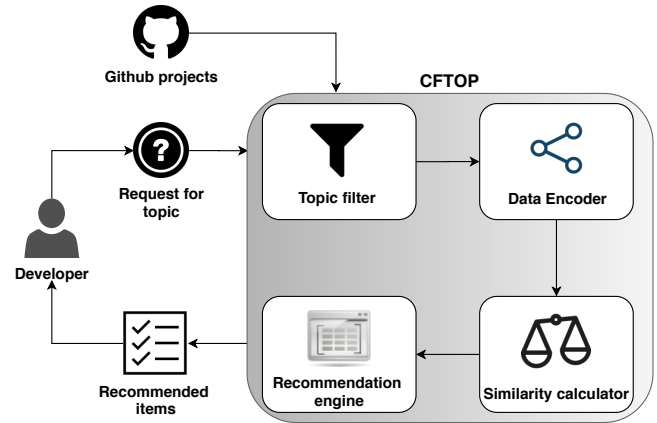 Github projects
CFTOP
?
Request for
topic
Topic filter
Data Encoder
Developer
Recommended
items
Recommendation
engine
Similarity calculator